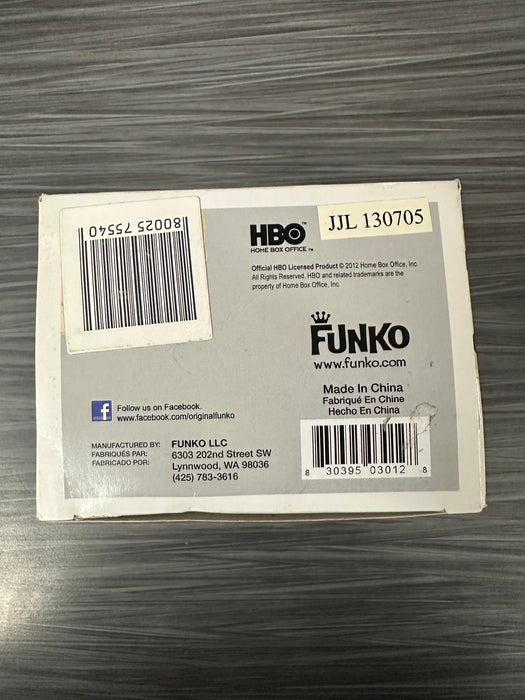 80025 75540
HBO
HOME BOX OFFICE ™
JJL 130705
Official HBO Licensed Product © 2012 Home Box Office, Inc.
All Rights Reserved. HBO and related trademarks are the
property of Home Box Office, Inc.
FUNKO
www.funko.com
Made In China
Fabriqué En Chine
Hecho En China
Follow us on Facebook.
www.facebook.com/originalfunko
MANUFACTURED BY: FUNKO LLC
FABRIQUÉS PAR: 6303 202nd Street SW
FABRICADO POR: Lynnwood, WA 98036
(425) 783-3616
8 30395 03012 8